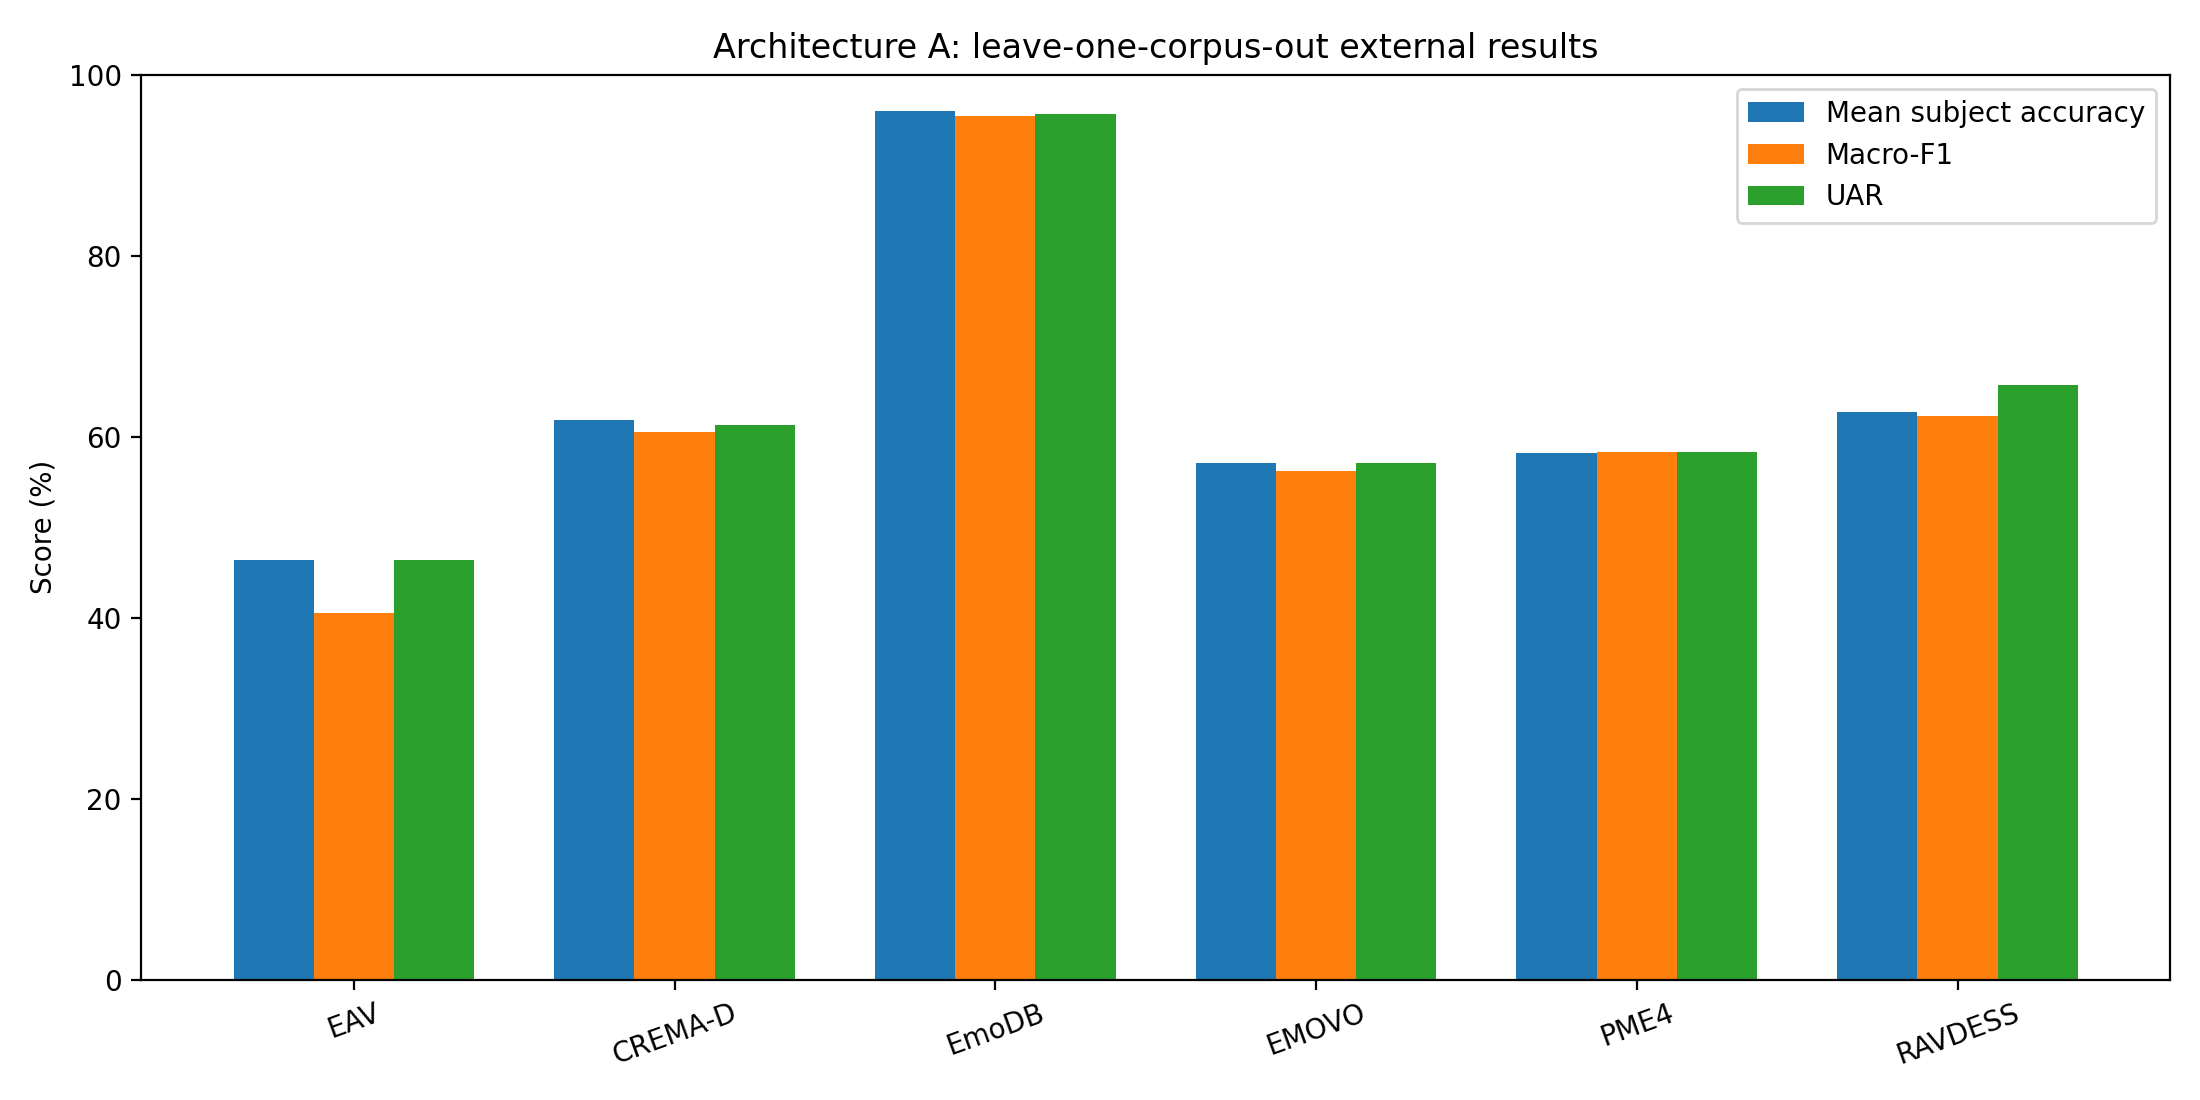 Architecture A: leave-one-corpus-out external results
100
80
60
40
20
0
Score (%)
Mean subject accuracy
Macro-F1
UAR
EAV
CREMA-D
EmoDB
EMOVO
PME4
RAVDESS